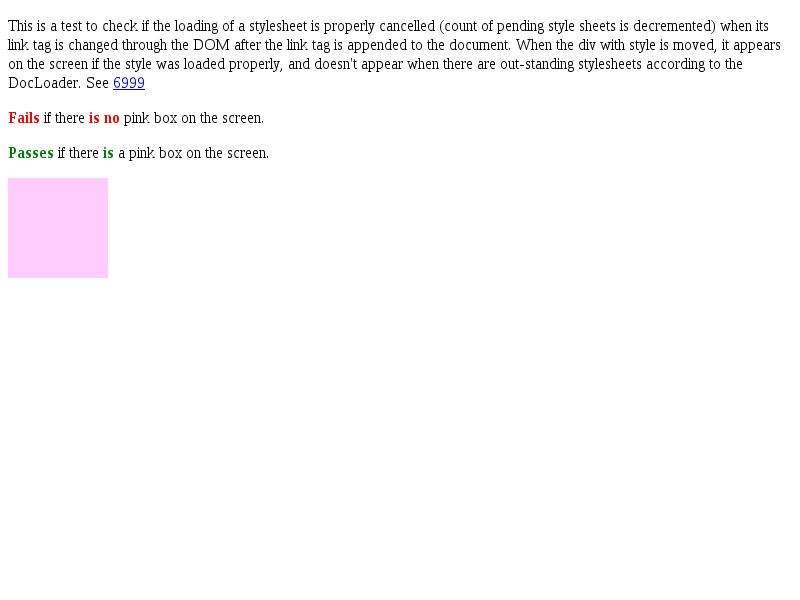 This is a test to check if the loading of a stylesheet is properly cancelled (count of pending style sheets is decremented) when its
link tag is changed through the DOM after the link tag is appended to the document. When the div with style is moved, it appears
on the screen if the style was loaded properly, and doesn't appear when there are out-standing stylesheets according to the
DocLoader. See 6999
Fails if there is no pink box on the screen.
Passes if there is a pink box on the screen.